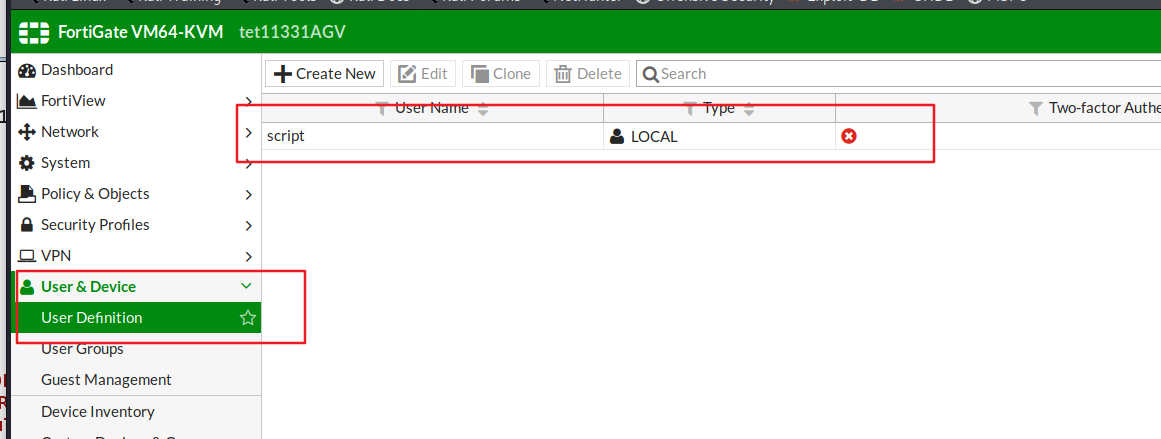 FortiGate VM64-KVM tet11331AGV
Dashboard
FortiView
Network
System
Policy & Objects
Security Profiles
VPN
User & Device
User Definition
User Groups
Guest Management
Device Inventory
Create New Edit Clone Delete Search
User Name Type Two-factor Authe
script LOCAL